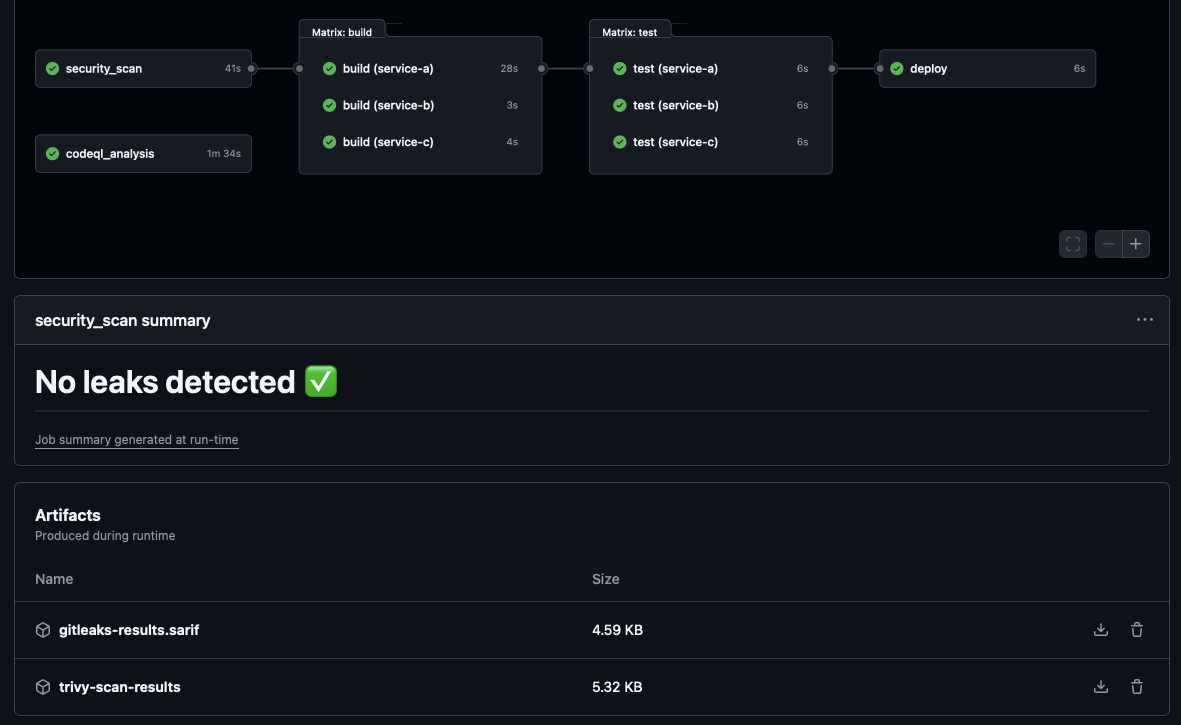 Matrix: build
Matrix: test
security_scan 41s
build (service-a) 28s
test (service-a) 6s
deploy 6s
build (service-b) 3s
test (service-b) 6s
build (service-c) 4s
test (service-c) 6s
codeql_analysis 1m 34s
security_scan summary
No leaks detected ✅
Job summary generated at run-time
Artifacts
Produced during runtime
Name Size
gitleaks-results.sarif 4.59 KB
trivy-scan-results 5.32 KB